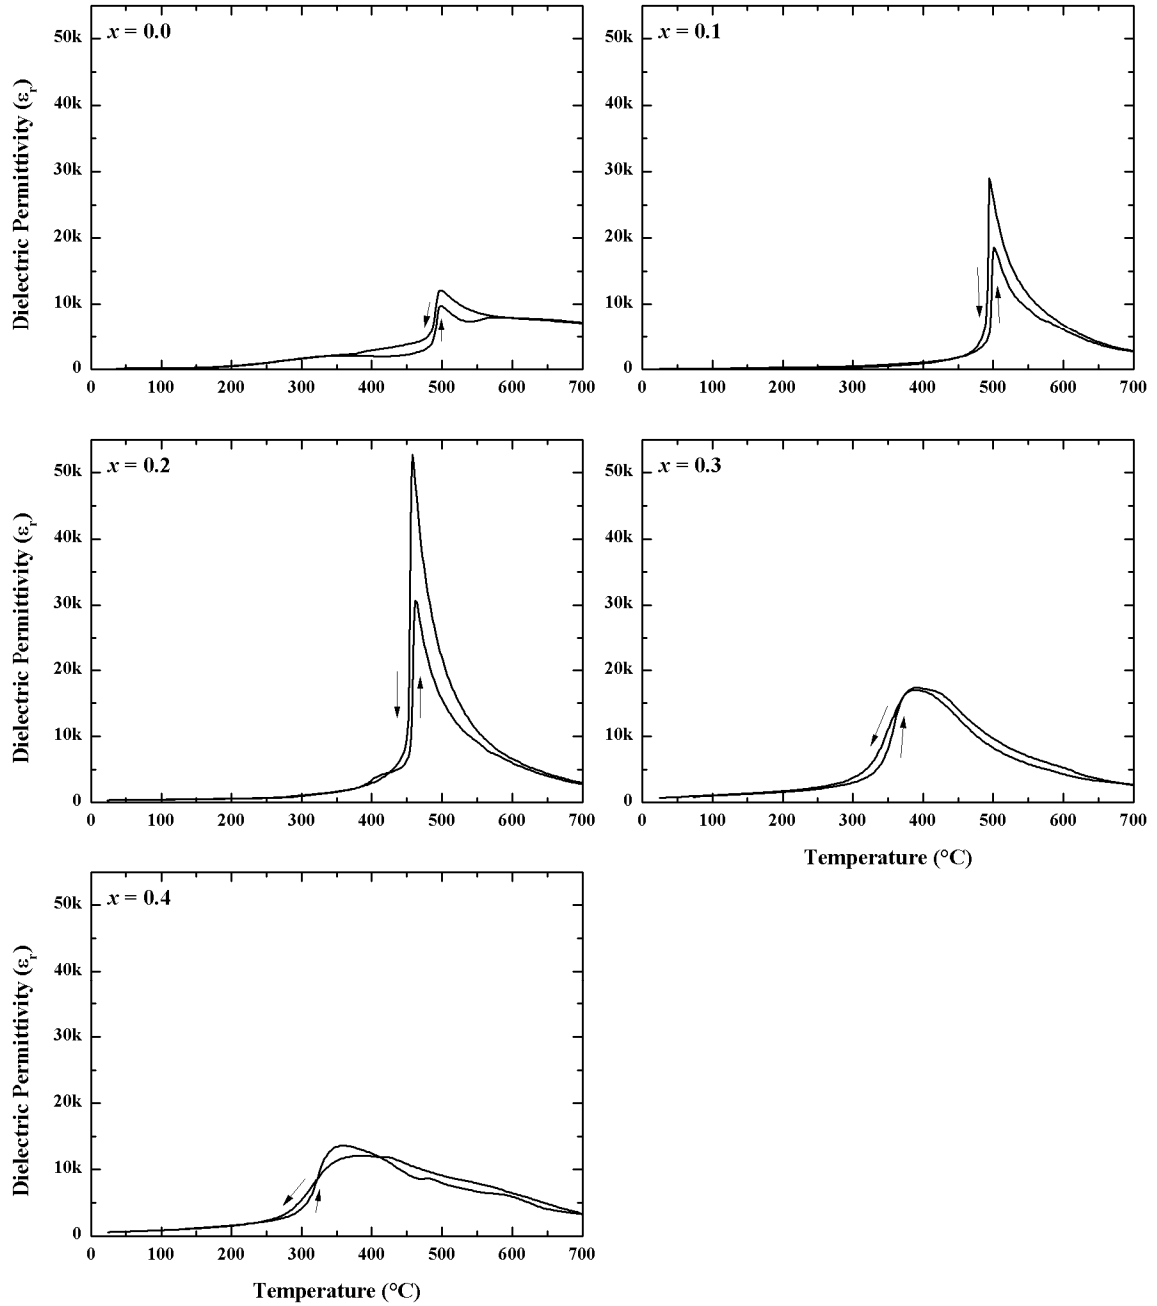 x = 0.0
50k
40k
30k
20k
10k
0
0 100 200 300 400 500 600 700
Dielectric Permittivity (εr)
x = 0.1
50k
40k
30k
20k
10k
0
0 100 200 300 400 500 600 700
x = 0.2
50k
40k
30k
20k
10k
0
0 100 200 300 400 500 600 700
Dielectric Permittivity (εr)
x = 0.3
50k
40k
30k
20k
10k
0
0 100 200 300 400 500 600 700
Temperature (°C)
x = 0.4
50k
40k
30k
20k
10k
0
0 100 200 300 400 500 600 700
Dielectric Permittivity (εr)
Temperature (°C)